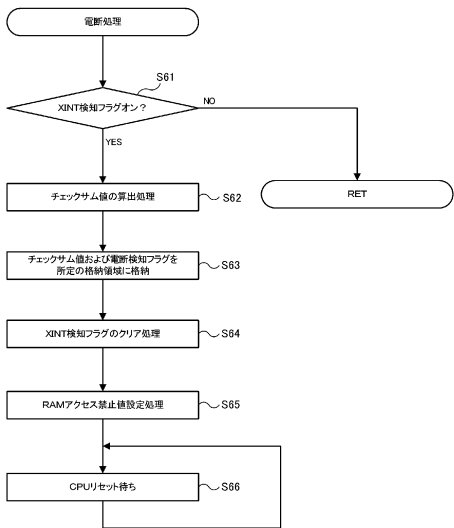 電断処理
S61
XINT検知フラグオン？
NO
YES
RET
チェックサム値の算出処理
S62
チェックサム値および電断検知フラグを
所定の格納領域に格納
S63
XINT検知フラグのクリア処理
S64
RAMアクセス禁止値設定処理
S65
CPUリセット待ち
S66